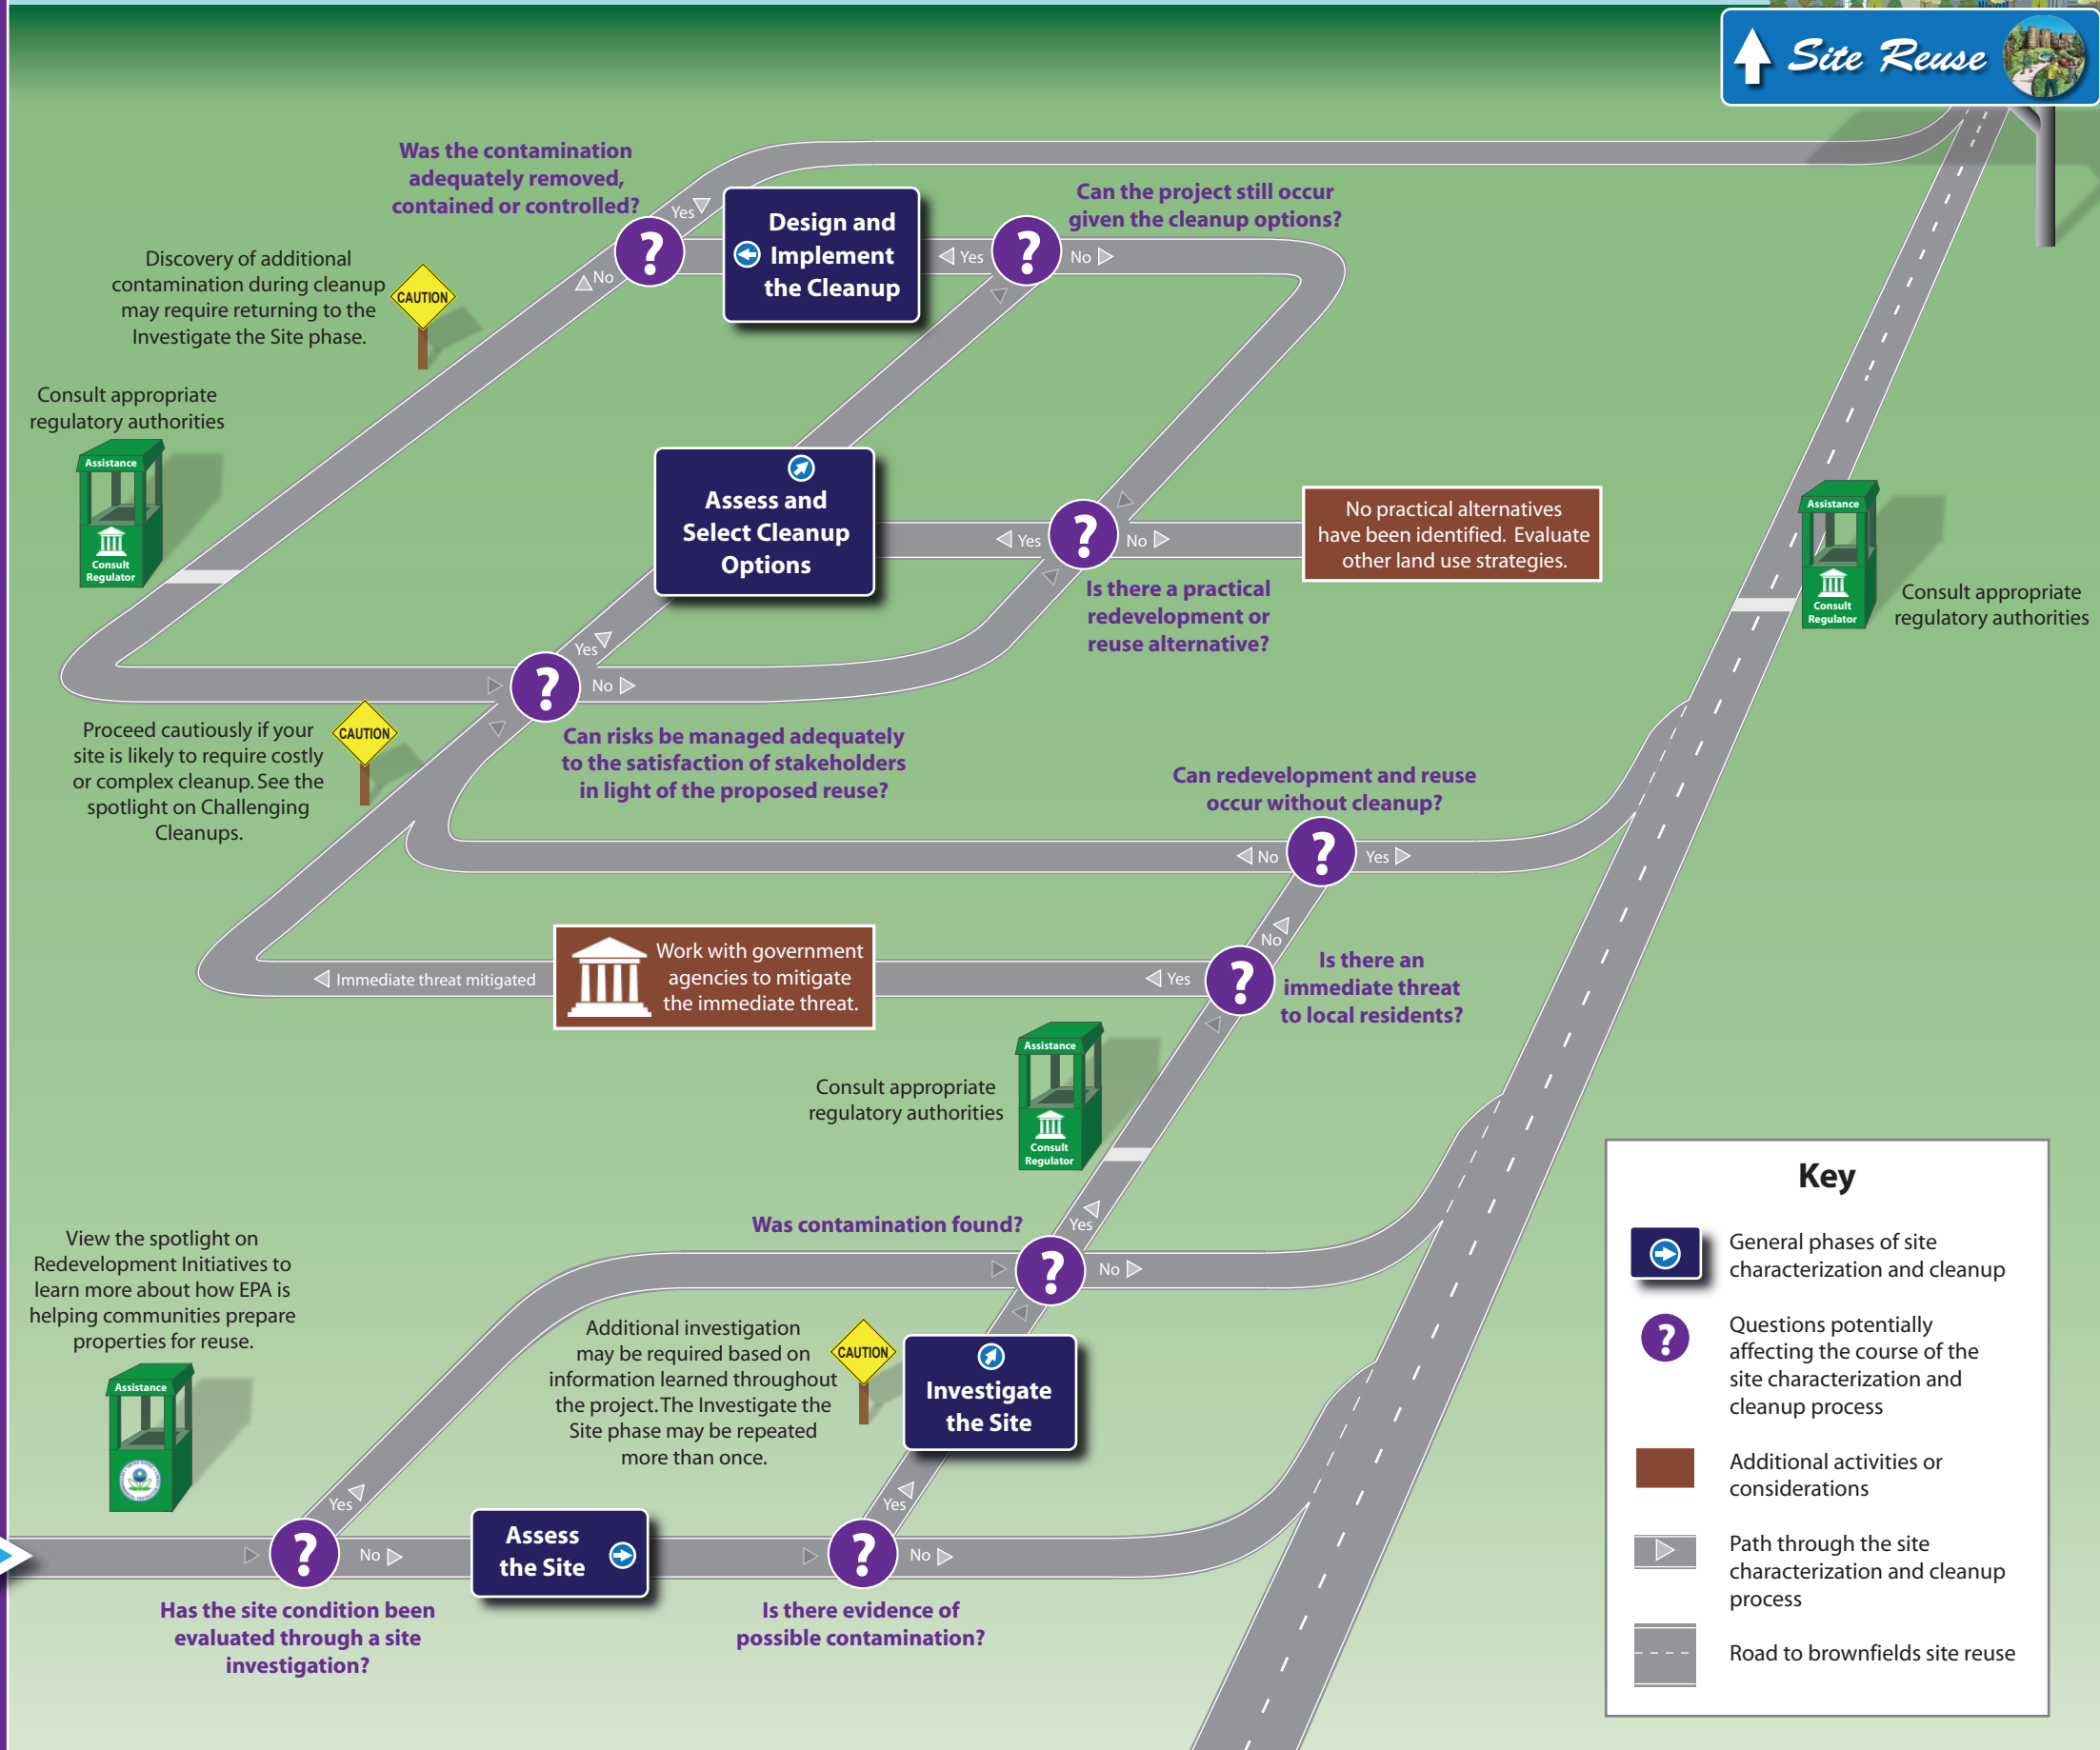 Site Reuse
Was the contamination
adequately removed,
contained or controlled?
Yes
No
Design and
Implement
the Cleanup
Can the project still occur
given the cleanup options?
Yes
No
Discovery of additional
contamination during cleanup
may require returning to the
Investigate the Site phase.
CAUTION
Consult appropriate
regulatory authorities
Assistance
Consult
Regulator
Assess and
Select Cleanup
Options
Yes
No
No practical alternatives
have been identified. Evaluate
other land use strategies.
Is there a practical
redevelopment or
reuse alternative?
Assistance
Consult
Regulator
Consult appropriate
regulatory authorities
Yes
No
Can risks be managed adequately
to the satisfaction of stakeholders
in light of the proposed reuse?
Proceed cautiously if your
site is likely to require costly
or complex cleanup. See the
spotlight on Challenging
Cleanups.
CAUTION
Can redevelopment and reuse
occur without cleanup?
No
Yes
Immediate threat mitigated
Work with government
agencies to mitigate
the immediate threat.
Yes
No
Is there an
immediate threat
to local residents?
Consult appropriate
regulatory authorities
Assistance
Consult
Regulator
Was contamination found?
Yes
No
View the spotlight on
Redevelopment Initiatives to
learn more about how EPA is
helping communities prepare
properties for reuse.
Assistance
Additional investigation
may be required based on
information learned throughout
the project. The Investigate the
Site phase may be repeated
more than once.
CAUTION
Investigate
the Site
Yes
No
Assess
the Site
Yes
No
Has the site condition been
evaluated through a site
investigation?
Is there evidence of
possible contamination?
Key
General phases of site
characterization and cleanup
Questions potentially
affecting the course of the
site characterization and
cleanup process
Additional activities or
considerations
Path through the site
characterization and cleanup
process
Road to brownfields site reuse